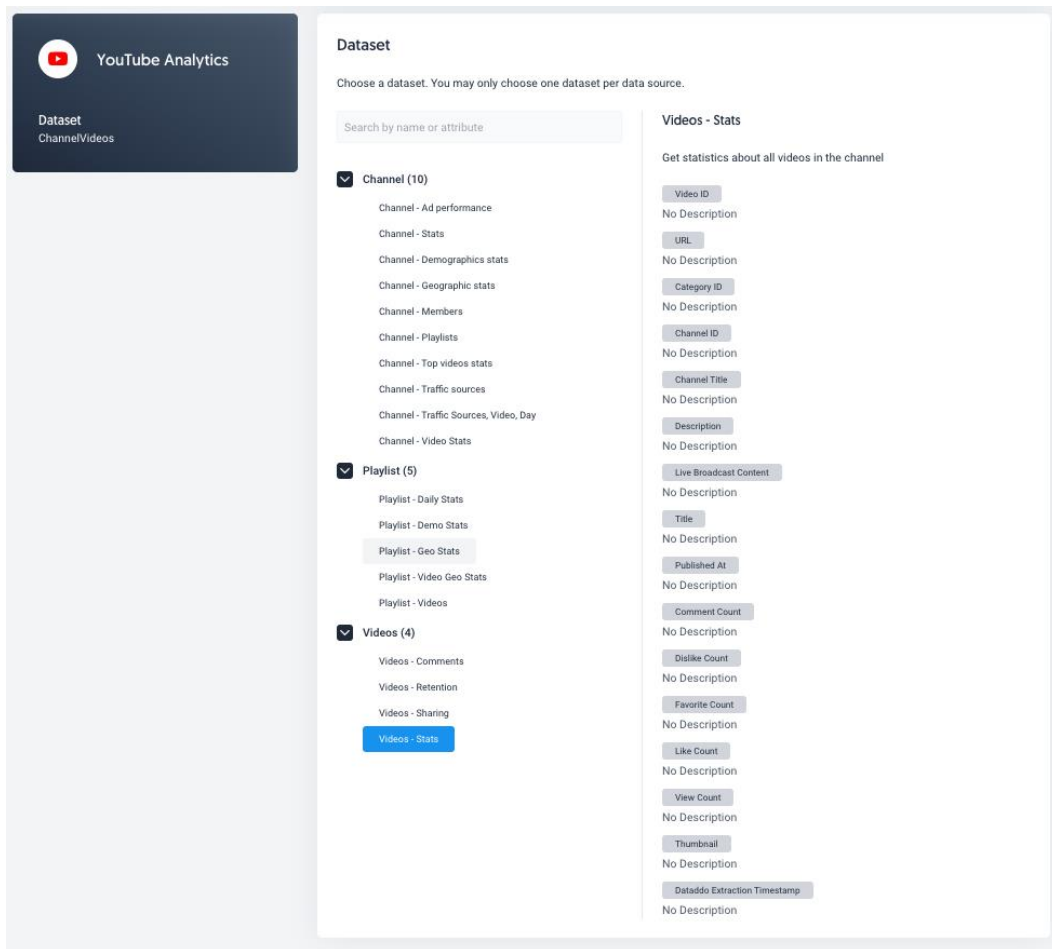 YouTube Analytics
Dataset
ChannelVideos
Dataset
Choose a dataset. You may only choose one dataset per data source.
Search by name or attribute
Channel (10)
Channel - Ad performance
Channel - Stats
Channel - Demographics stats
Channel - Geographic stats
Channel - Members
Channel - Playlists
Channel - Top videos stats
Channel - Traffic sources
Channel - Traffic Sources, Video, Day
Channel - Video Stats
Playlist (5)
Playlist - Daily Stats
Playlist - Demo Stats
Playlist - Geo Stats
Playlist - Video Geo Stats
Playlist - Videos
Videos (4)
Videos - Comments
Videos - Retention
Videos - Sharing
Videos - Stats
Videos - Stats
Get statistics about all videos in the channel
Video ID
No Description
URL
No Description
Category ID
No Description
Channel ID
No Description
Channel Title
No Description
Description
No Description
Live Broadcast Content
No Description
Title
No Description
Published At
No Description
Comment Count
No Description
Dislike Count
No Description
Favorite Count
No Description
Like Count
No Description
View Count
No Description
Thumbnail
No Description
Dataddo Extraction Timestamp
No Description